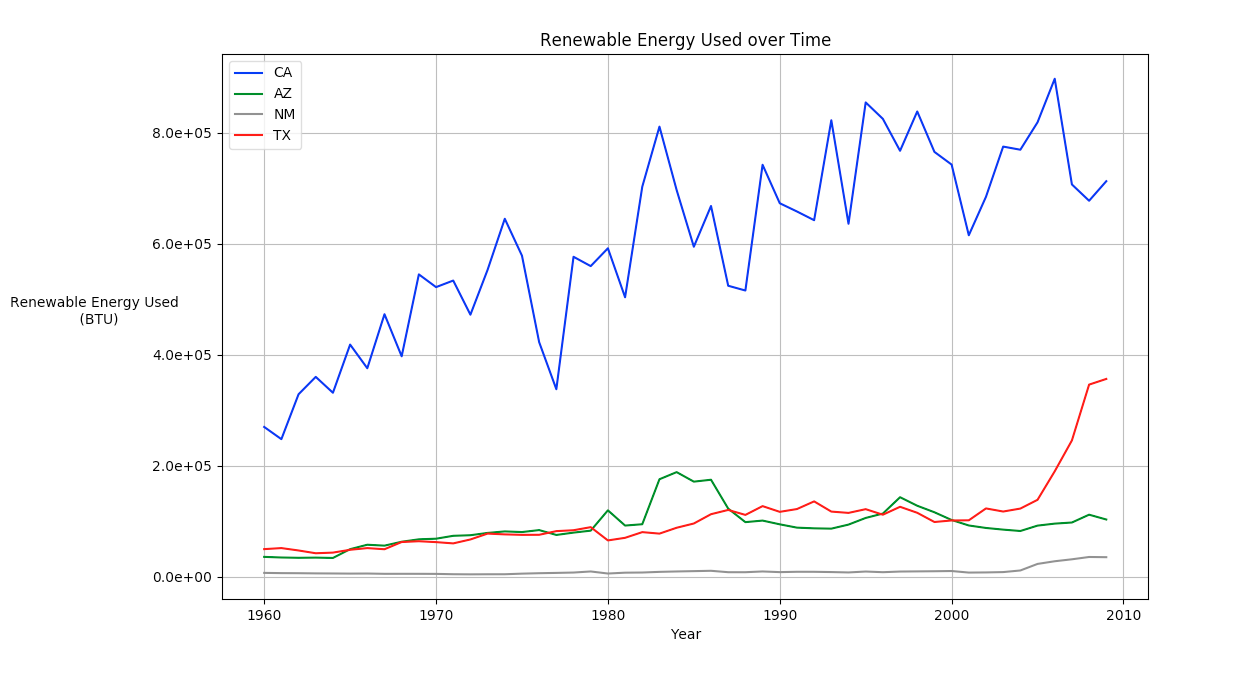 Renewable Energy Used over Time
CA
AZ
NM
TX
8.0e+05
6.0e+05
4.0e+05
2.0e+05
0.0e+00
Renewable Energy Used
(BTU)
1960 1970 1980 1990 2000 2010
Year